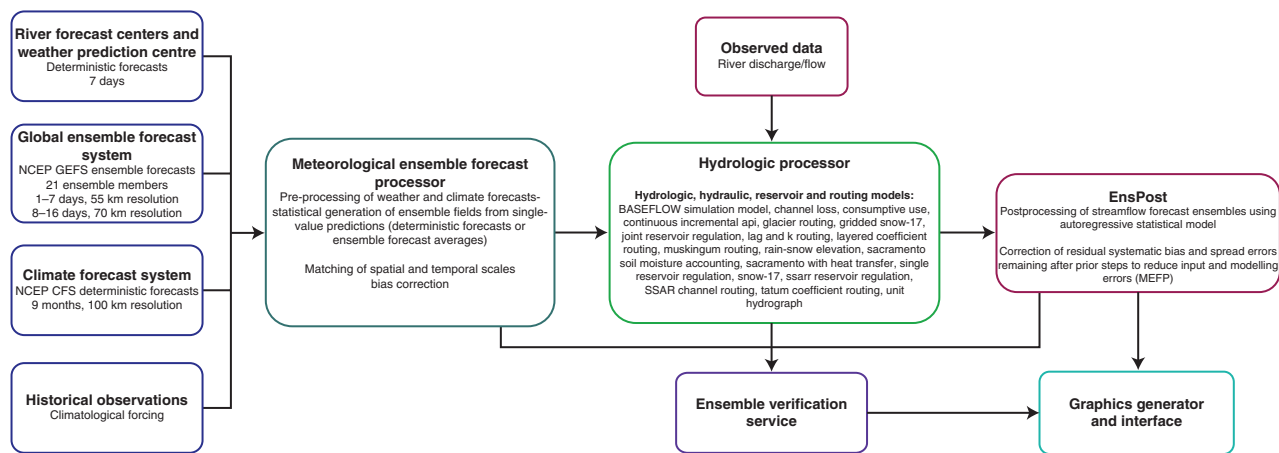 River forecast centers and
weather prediction centre
Deterministic forecasts
7 days
Global ensemble forecast
system
NCEP GEFS ensemble forecasts
21 ensemble members
1–7 days, 55 km resolution
8–16 days, 70 km resolution
Climate forecast system
NCEP CFS deterministic forecasts
9 months, 100 km resolution
Historical observations
Climatological forcing
Meteorological ensemble forecast
processor
Pre-processing of weather and climate forecasts-
statistical generation of ensemble fields from single-
value predictions (deterministic forecasts or
ensemble forecast averages)
Matching of spatial and temporal scales
bias correction
Observed data
River discharge/flow
Hydrologic processor
Hydrologic, hydraulic, reservoir and routing models:
BASEFLOW simulation model, channel loss, consumptive use,
continuous incremental api, glacier routing, gridded snow-17,
joint reservoir regulation, lag and k routing, layered coefficient
routing, muskingum routing, rain-snow elevation, sacramento
soil moisture accounting, sacramento with heat transfer, single
reservoir regulation, snow-17, ssarr reservoir regulation,
SSAR channel routing, tatum coefficient routing, unit
hydrograph
EnsPost
Postprocessing of streamflow forecast ensembles using
autoregressive statistical model
Correction of residual systematic bias and spread errors
remaining after prior steps to reduce input and modelling
errors (MEFP)
Ensemble verification
service
Graphics generator
and interface